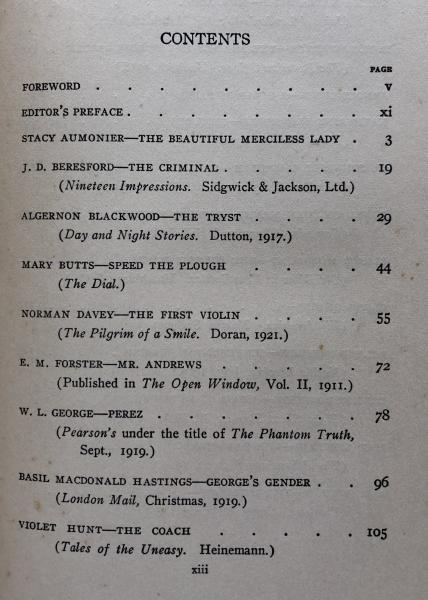 CONTENTS
PAGE
FOREWORD . . . . . . . . . . v
EDITOR'S PREFACE . . . . . . . . xi
STACY AUMONIER—THE BEAUTIFUL MERCILESS LADY . 3
J. D. BERESFORD—THE CRIMINAL . . . . . 19
(Nineteen Impressions. Sidgwick & Jackson, Ltd.)
ALGERNON BLACKWOOD—THE TRYST . . . . 29
(Day and Night Stories. Dutton, 1917.)
MARY BUTTS—SPEED THE PLOUGH . . . . 44
(The Dial.)
NORMAN DAVEY—THE FIRST VIOLIN . . . . 55
(The Pilgrim of a Smile. Doran, 1921.)
E. M. FORSTER—MR. ANDREWS . . . . . 72
(Published in The Open Window, Vol. II, 1911.)
W. L. GEORGE—PEREZ . . . . . . . 78
(Pearson's under the title of The Phantom Truth,
Sept., 1919.)
BASIL MACDONALD HASTINGS—GEORGE'S GENDER . . 96
(London Mail, Christmas, 1919.)
VIOLET HUNT—THE COACH . . . . . 105
(Tales of the Uneasy. Heinemann.)
xiii